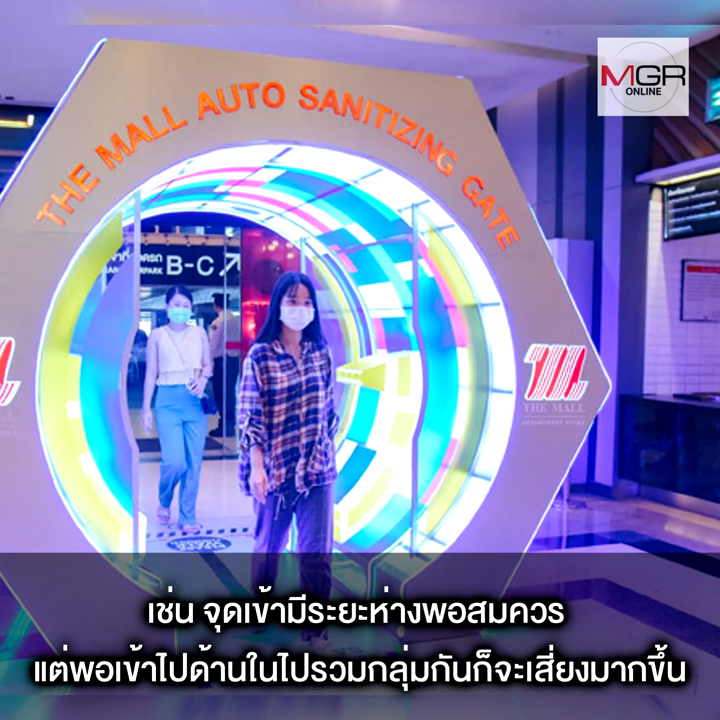 MGR
ONLINE
THE MALL AUTO SANITIZING GATE
B-C
THE MALL
DEPARTMENT STORE
เช่น จุดเข้ามีระยะห่างพอสมควร
แต่พอเข้าไปด้านในไปรวมกลุ่มกันก็จะเสี่ยงมากขึ้น